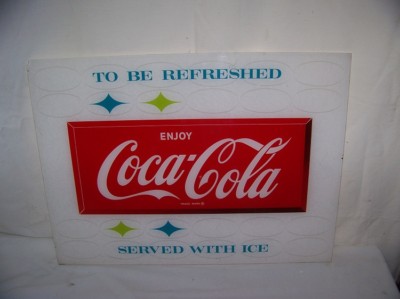 TO BE REFRESHED
ENJOY
Coca-Cola
SERVED WITH ICE